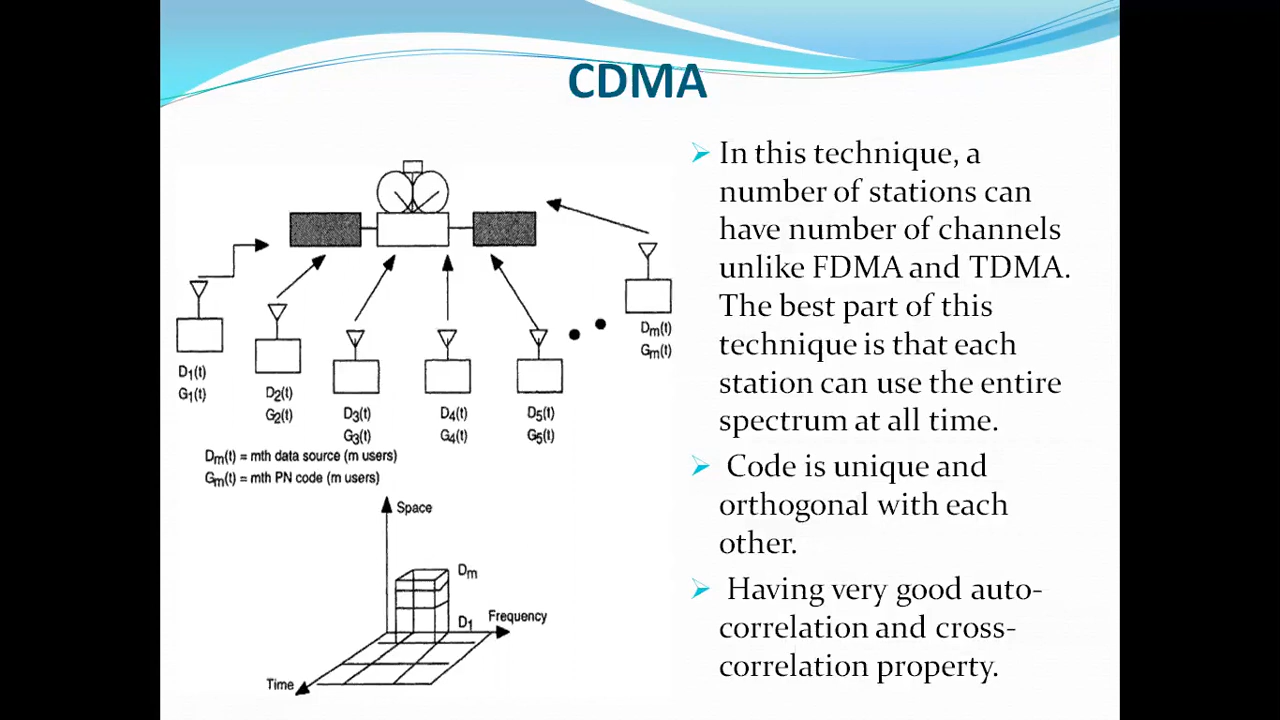 CDMA
In this technique, a
number of stations can
have number of channels
unlike FDMA and TDMA.
The best part of this
technique is that each
station can use the entire
spectrum at all time.
Code is unique and
orthogonal with each
other.
Having very good auto-
correlation and cross-
correlation property.
D1(t)
G1(t)
D2(t)
G2(t)
D3(t)
G3(t)
D4(t)
G4(t)
D5(t)
G5(t)
Dm(t)
Gm(t)
Dm(t) = mth data source (m users)
Gm(t) = mth PN code (m users)
Space
Dm
D1
Frequency
Time